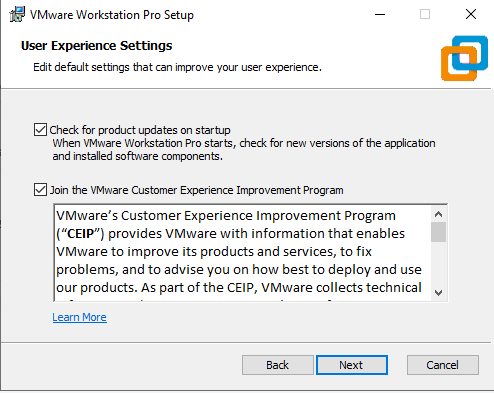 VMware Workstation Pro Setup
User Experience Settings
Edit default settings that can improve your user experience.
Check for product updates on startup
When VMware Workstation Pro starts, check for new versions of the application
and installed software components.
Join the VMware Customer Experience Improvement Program
VMware's Customer Experience Improvement Program
(“CEIP”) provides VMware with information that enables
VMware to improve its products and services, to fix
problems, and to advise you on how best to deploy and use
our products. As part of the CEIP, VMware collects technical
Learn More
Back
Next
Cancel